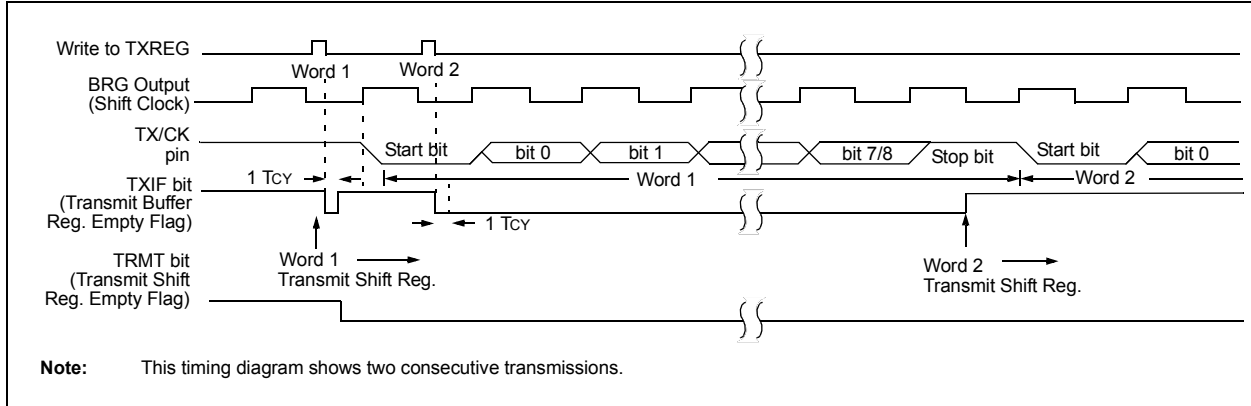 Write to TXREG
Word 1
Word 2
BRG Output
(Shift Clock)
TX/CK
pin
Start bit
bit 0
bit 1
bit 7/8
Stop bit
Start bit
bit 0
1 TCY
Word 1
Word 2
TXIF bit
(Transmit Buffer
Reg. Empty Flag)
1 TCY
Word 1
Transmit Shift Reg.
Word 2
Transmit Shift Reg.
TRMT bit
(Transmit Shift
Reg. Empty Flag)
Note: This timing diagram shows two consecutive transmissions.